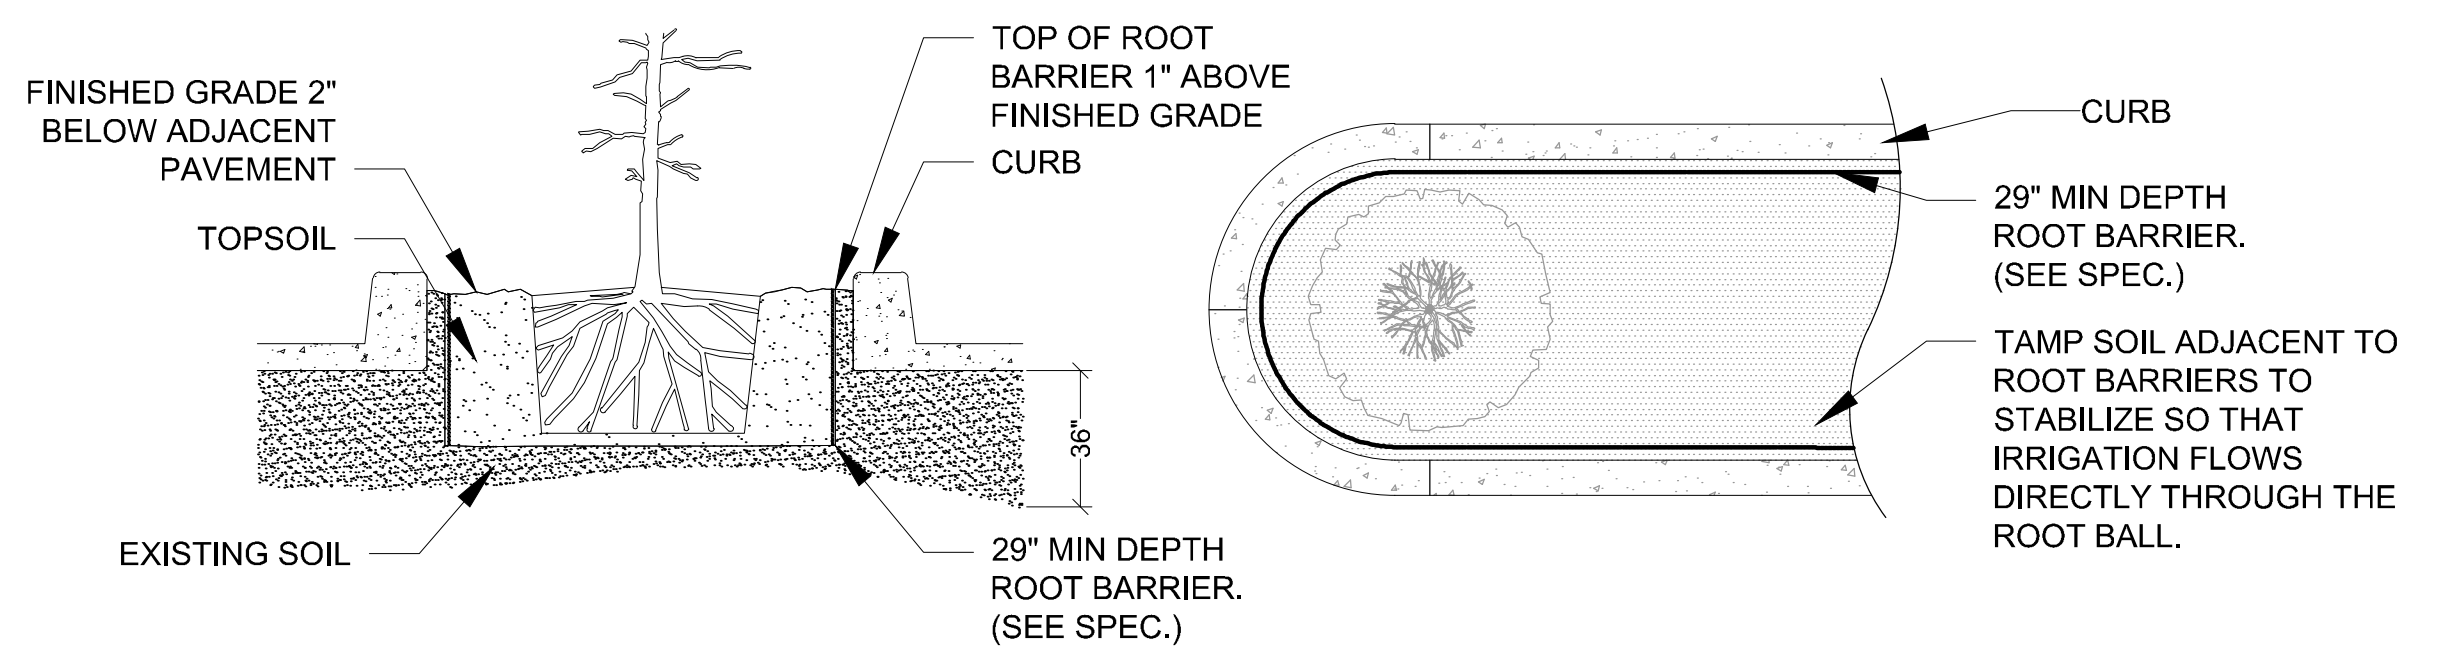 FINISHED GRADE 2"
BELOW ADJACENT
PAVEMENT
TOPSOIL
EXISTING SOIL
TOP OF ROOT
BARRIER 1" ABOVE
FINISHED GRADE
CURB
36"
29" MIN DEPTH
ROOT BARRIER.
(SEE SPEC.)
CURB
29" MIN DEPTH
ROOT BARRIER.
(SEE SPEC.)
TAMP SOIL ADJACENT TO
ROOT BARRIERS TO
STABILIZE SO THAT
IRRIGATION FLOWS
DIRECTLY THROUGH THE
ROOT BALL.